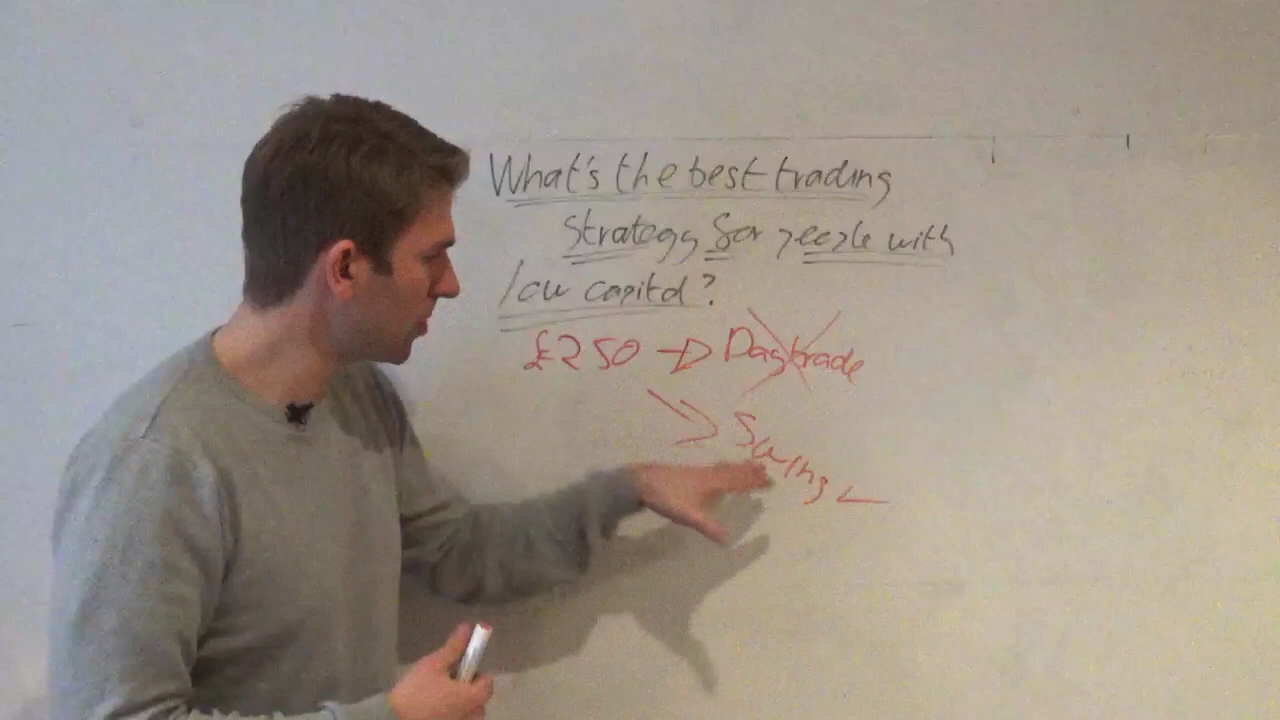 What's the best trading
Strategy for people with
low capital?
£250 → Daytrade
Swing